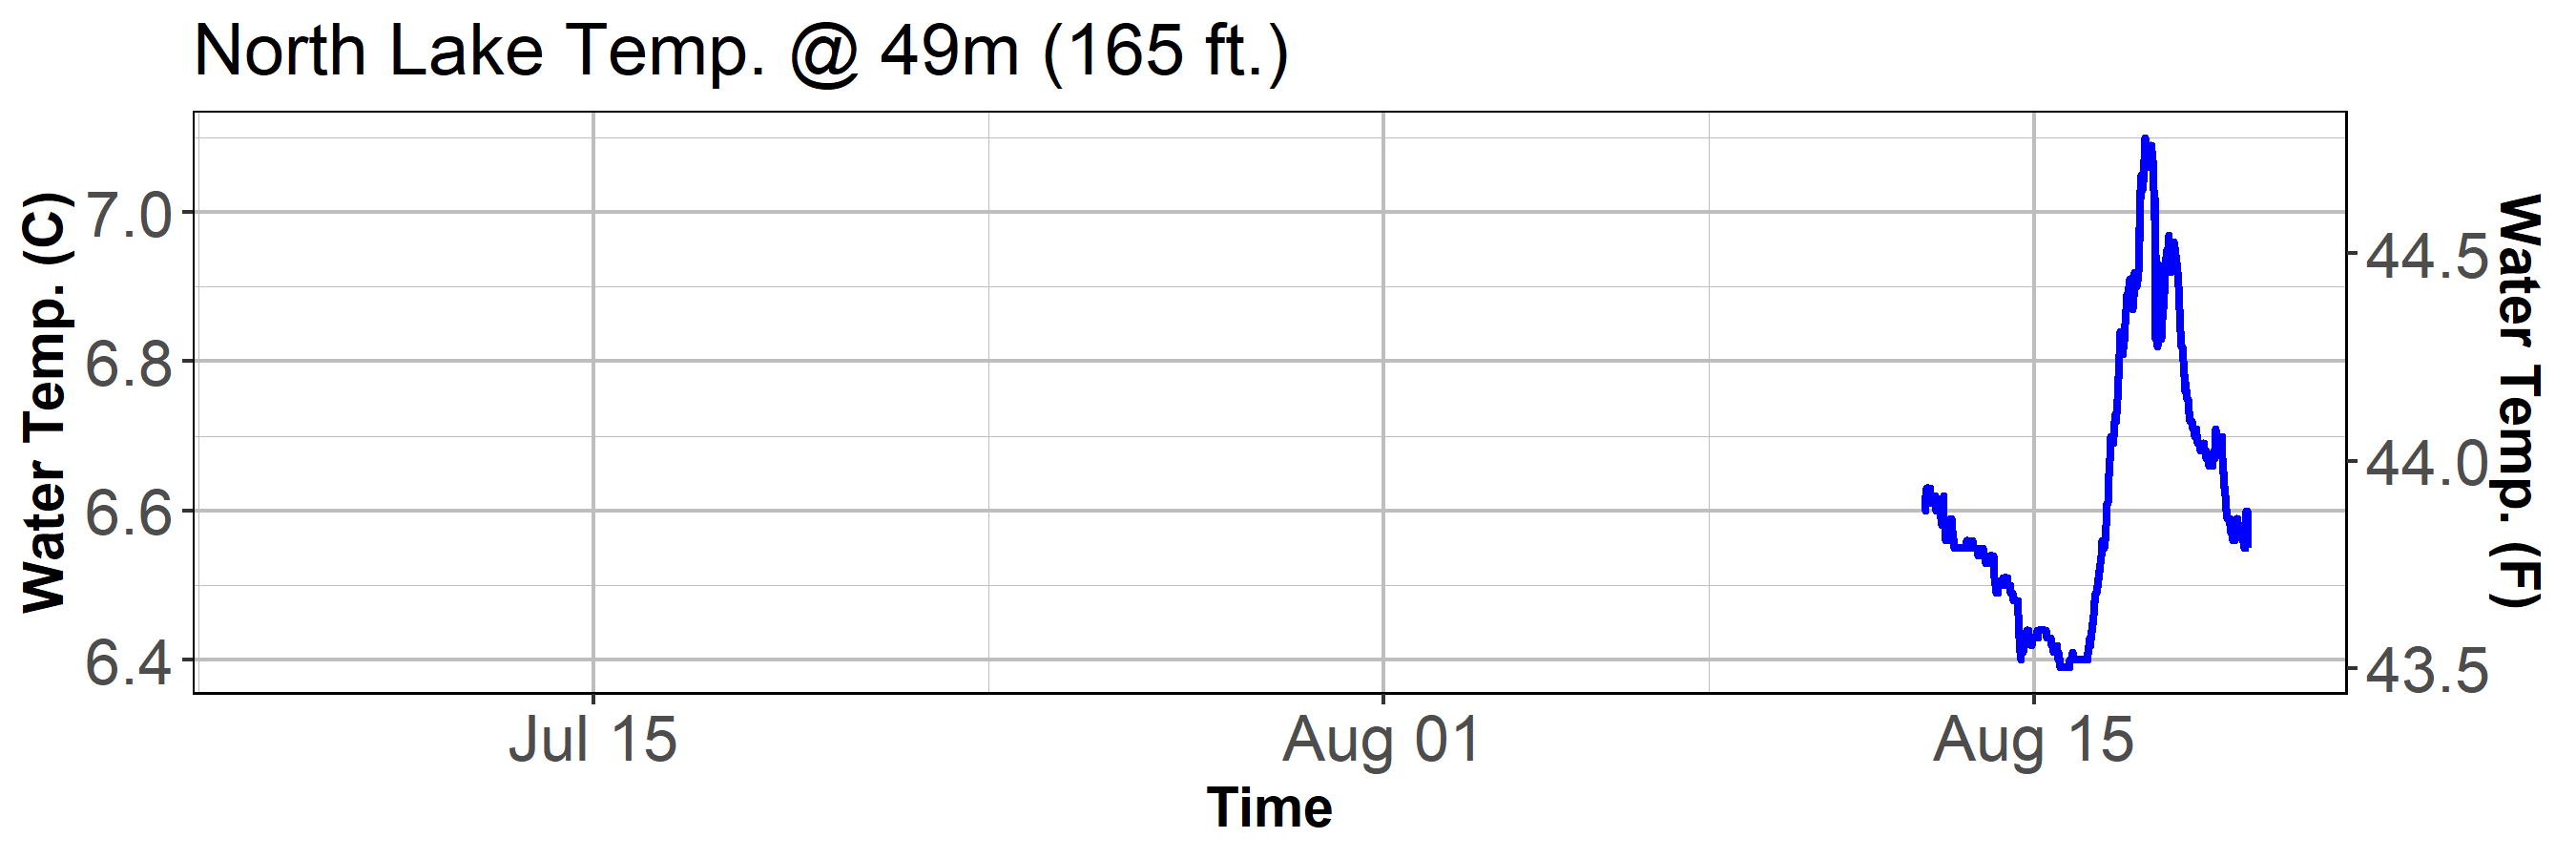 North Lake Temp. @ 49m (165 ft.)
Water Temp. (C)
7.0
6.8
6.6
6.4
44.5
44.0
43.5
Water Temp. (F)
Jul 15
Aug 01
Aug 15
Time